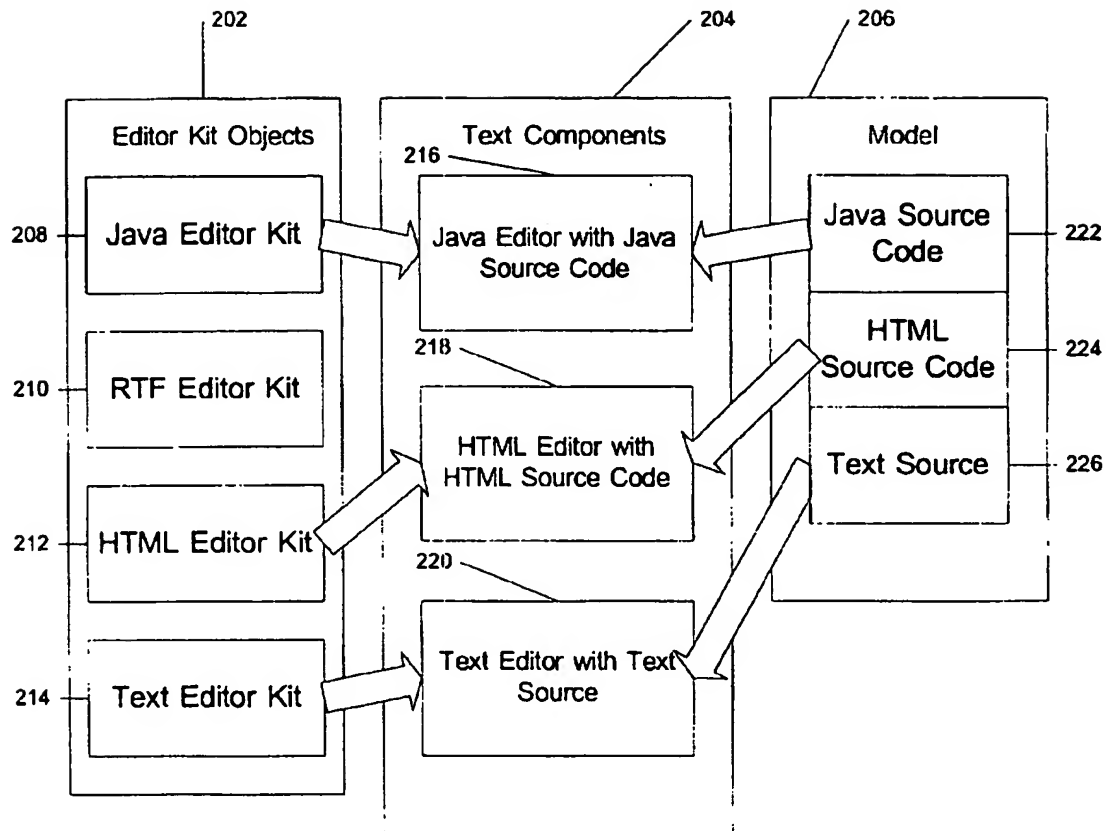 202
204
206
Editor Kit Objects
Text Components
Model
216
208
Java Editor Kit
Java Editor with Java
Source Code
Java Source
Code
222
218
HTML
Source Code
224
210
RTF Editor Kit
HTML Editor with
HTML Source Code
Text Source
226
212
HTML Editor Kit
220
214
Text Editor Kit
Text Editor with Text
Source